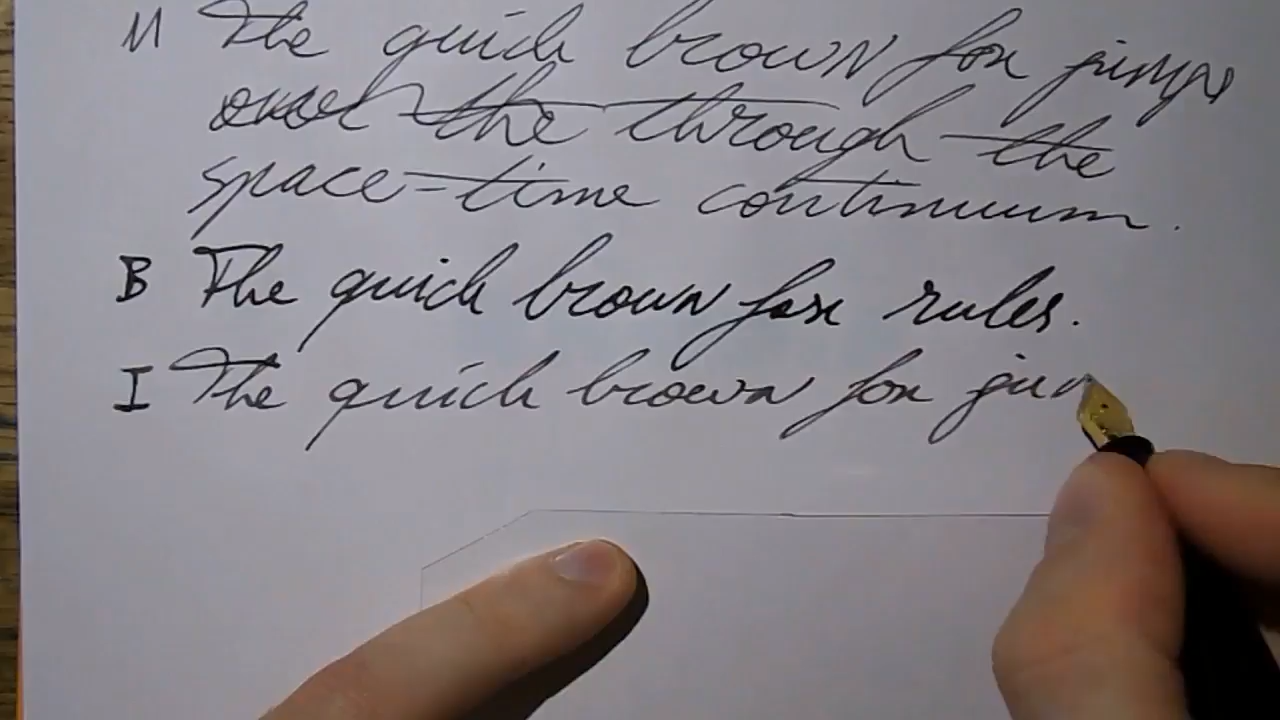 M The quick brown fox jumps
over the through the
space-time continuum.
B The quick brown fox rules.
I The quick brown fox jum